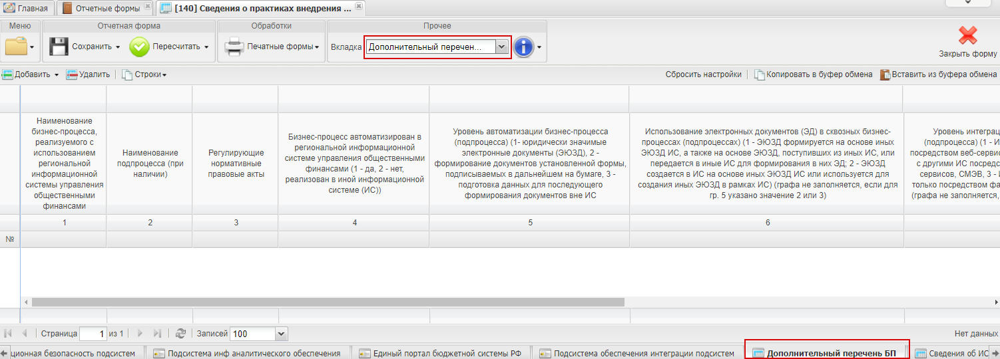 Главная
Отчетные формы
[140] Сведения о практиках внедрения ...
Меню
Отчетная форма
Обработки
Прочее
Сохранить
Пересчитать
Печатные формы
Вкладка
Дополнительный перечен...
Закрыть форму
Добавить
Удалить
Строки
Сбросить настройки
Копировать в буфер обмена
Вставить из буфера обмена
Наименование
бизнес-процесса,
реализуемого с
использованием
региональной
информационной
системы управления
общественными
финансами
Наименование
подпроцесса (при
наличии)
Регулирующие
нормативные
правовые акты
Бизнес-процесс автоматизирован в
региональной информационной
системе управления общественными
финансами (1 - да, 2 - нет,
реализован в иной информационной
системе (ИС))
Уровень автоматизации бизнес-процесса
(подпроцесса) (1- юридически значимые
электронные документы (ЭЮЗД), 2 -
формирование документов установленной формы,
подписываемых в дальнейшем на бумаге, 3 -
подготовка данных для последующего
формирования документов вне ИС
Использование электронных документов (ЭД) в сквозных бизнес-
процессах (подпроцессах) (1 - ЭЮЗД формируется на основе иных
ЭЮЗД ИС, а также на основе ЭЮЗД, поступивших из иных ИС, или
передается в иные ИС для формирования в них ЭД; 2 - ЭЮЗД
создается в ИС на основе иных ЭЮЗД ИС или используется для
создания иных ЭЮЗД в рамках ИС) (графа не заполняется, если для
гр. 5 указано значение 2 или 3)
Уровень интеграц
(подпроцесса) (1 - И
посредством веб-серви
с другими ИС посредс
сервисов, СМЭВ, 3 - И
только посредством фа
(графа не заполняется,
1
2
3
4
5
6
№
Страница
1
из 1
Записей
100
Нет данных
ционная безопасность подсистем
Подсистема инф аналитического обеспечения
Единый портал бюджетной системы РФ
Подсистема обеспечения интеграции подсистем
Дополнительный перечень БП
Сведения об ИС